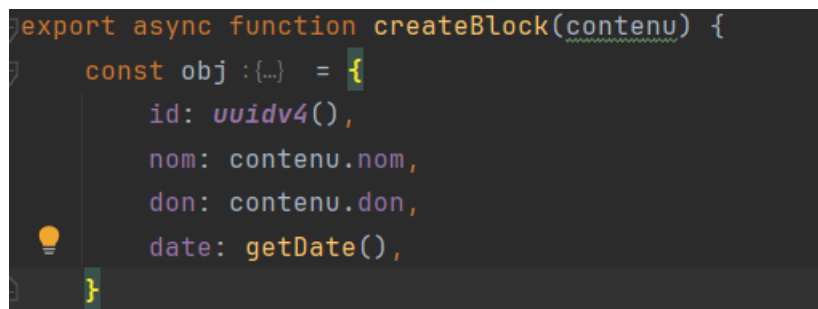 export async function createBlock(contenu) {
const obj :{…} = {
id: uuidv4(),
nom: contenu.nom,
don: contenu.don,
date: getDate(),
}